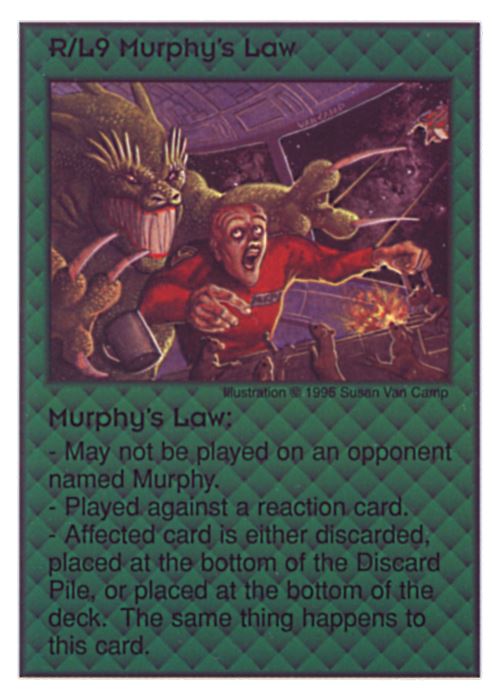 R/L9 Murphy's Law
VAN CAMP
Illustration © 1995 Susan Van Camp
Murphy's Law:
- May not be played on an opponent
named Murphy.
- Played against a reaction card.
- Affected card is either discarded,
placed at the bottom of the Discard
Pile, or placed at the bottom of the
deck. The same thing happens to
this card.